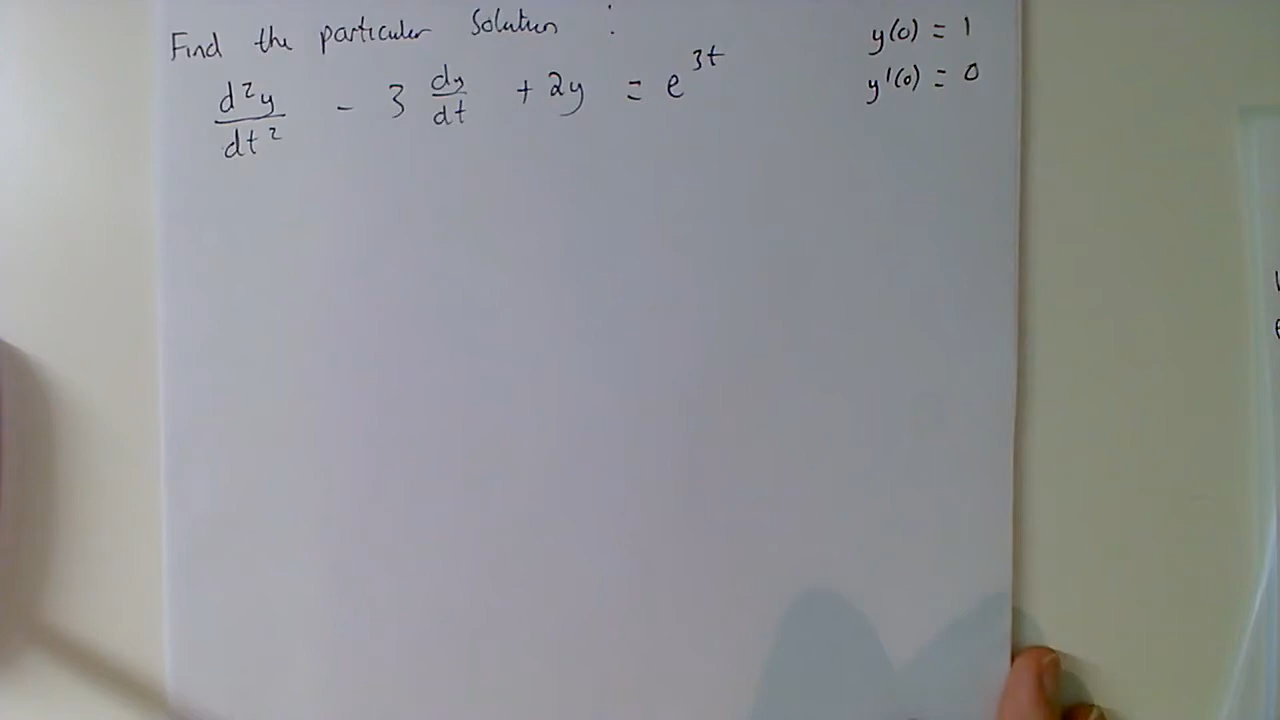 Find the particular Solution :
d²y/dt² - 3 dy/dt + 2y = e^{3t}
y(0) = 1
y'(0) = 0